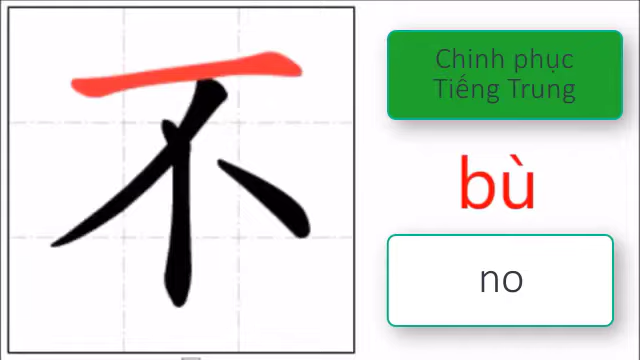 不
Chinh phục
Tiếng Trung
bù
no